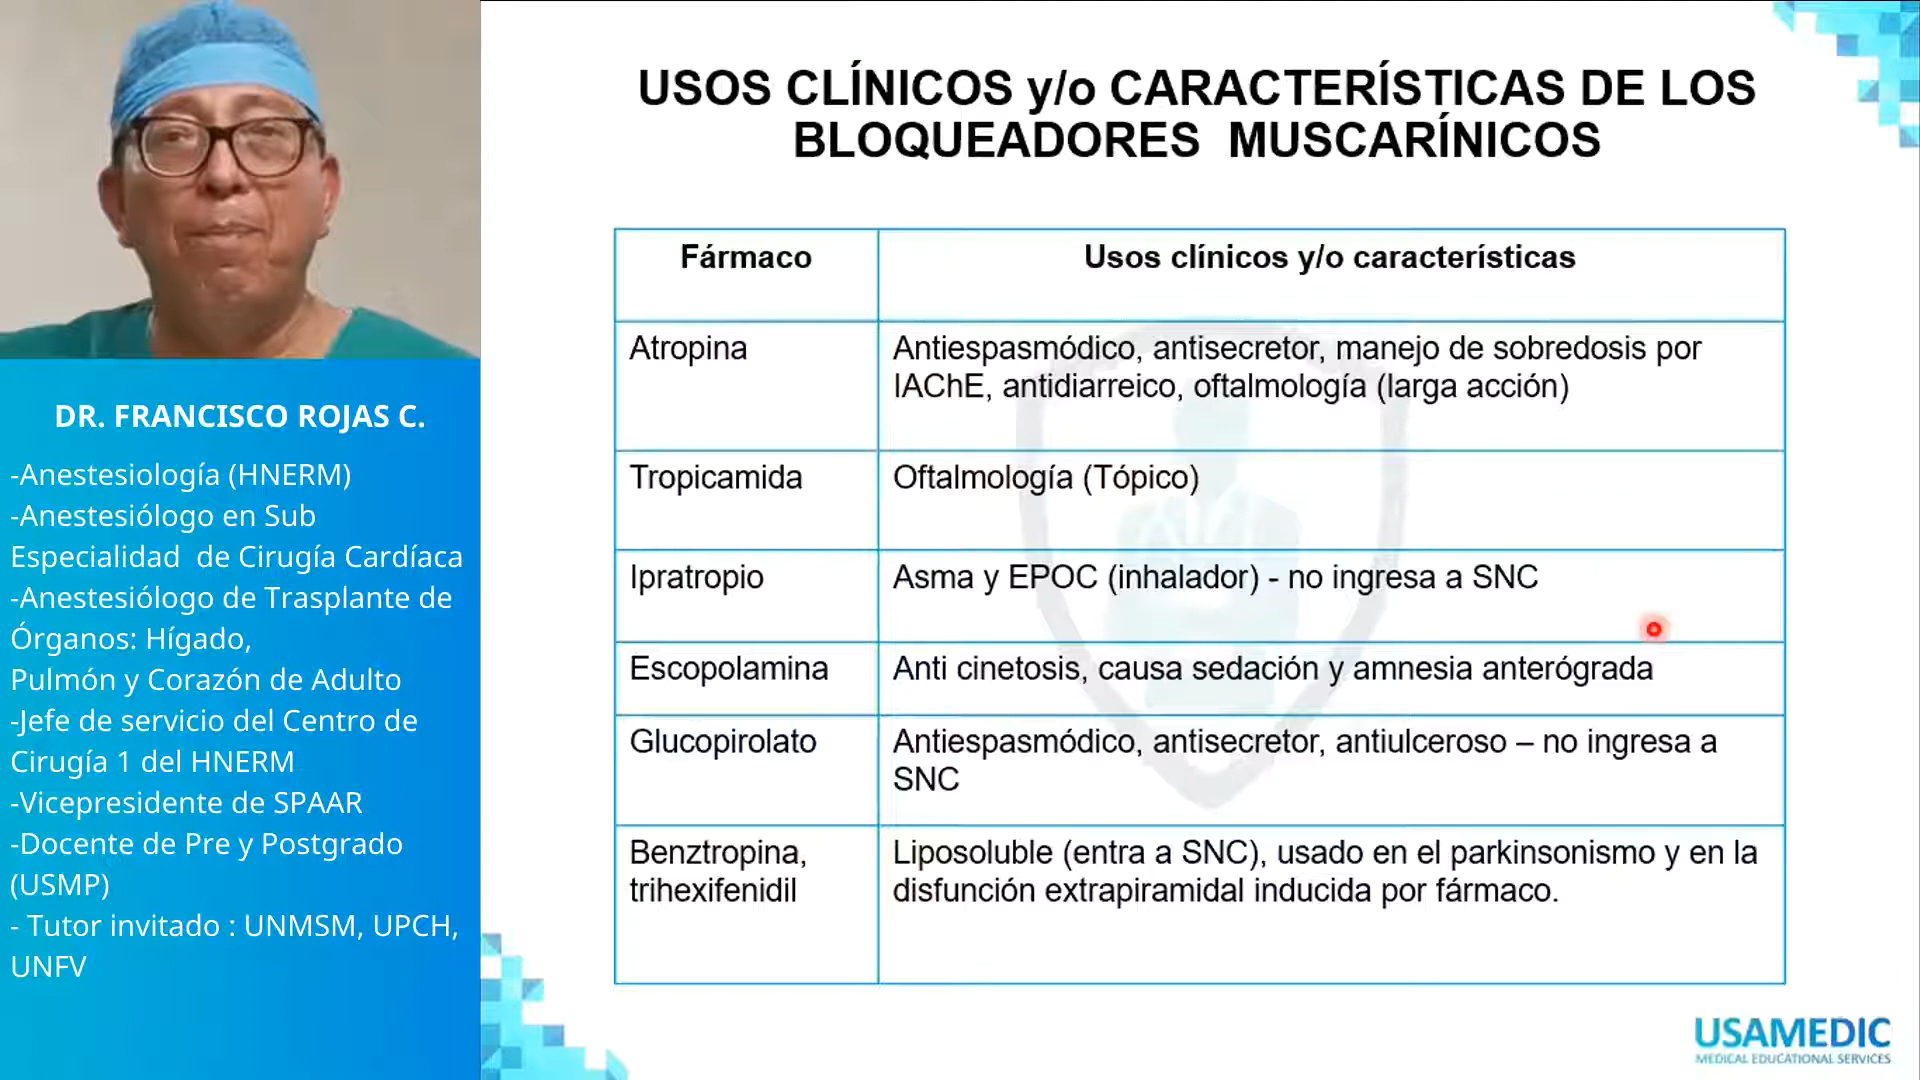 DR. FRANCISCO ROJAS C.
-Anestesiología (HNERM)
-Anestesiólogo en Sub
Especialidad  de Cirugía Cardíaca
-Anestesiólogo de Trasplante de
Órganos: Hígado,
Pulmón y Corazón de Adulto
-Jefe de servicio del Centro de
Cirugía 1 del HNERM
-Vicepresidente de SPAAR
-Docente de Pre y Postgrado
(USMP)
- Tutor invitado : UNMSM, UPCH,
UNFV
USOS CLÍNICOS y/o CARACTERÍSTICAS DE LOS
BLOQUEADORES  MUSCARÍNICOS
Fármaco
Usos clínicos y/o características
Atropina
Antiespasmódico, antisecretor, manejo de sobredosis por
IAChE, antidiarreico, oftalmología (larga acción)
Tropicamida
Oftalmología (Tópico)
Ipratropio
Asma y EPOC (inhalador) - no ingresa a SNC
Escopolamina
Anti cinetosis, causa sedación y amnesia anterógrada
Glucopirolato
Antiespasmódico, antisecretor, antiulceroso – no ingresa a
SNC
Benztropina,
trihexifenidil
Liposoluble (entra a SNC), usado en el parkinsonismo y en la
disfunción extrapiramidal inducida por fármaco.
USAMEDIC
MEDICAL EDUCATIONAL SERVICES